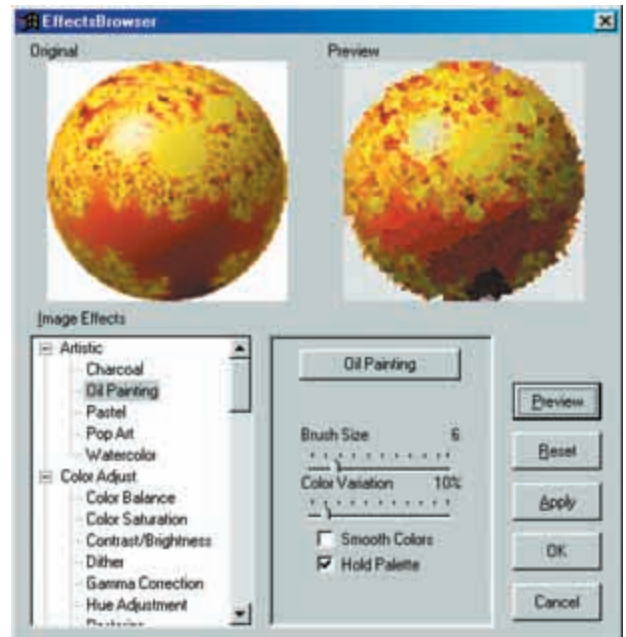 EffectsBrowser
Original
Preview
Image Effects
Artistic
Charcoal
Oil Painting
Pastel
Pop Art
Watercolor
Color Adjust
Color Balance
Color Saturation
Contrast/Brightness
Dither
Gamma Correction
Hue Adjustment
Oil Painting
Brush Size 6
Color Variation 10%
Smooth Colors
Hold Palette
Preview
Reset
Apply
OK
Cancel